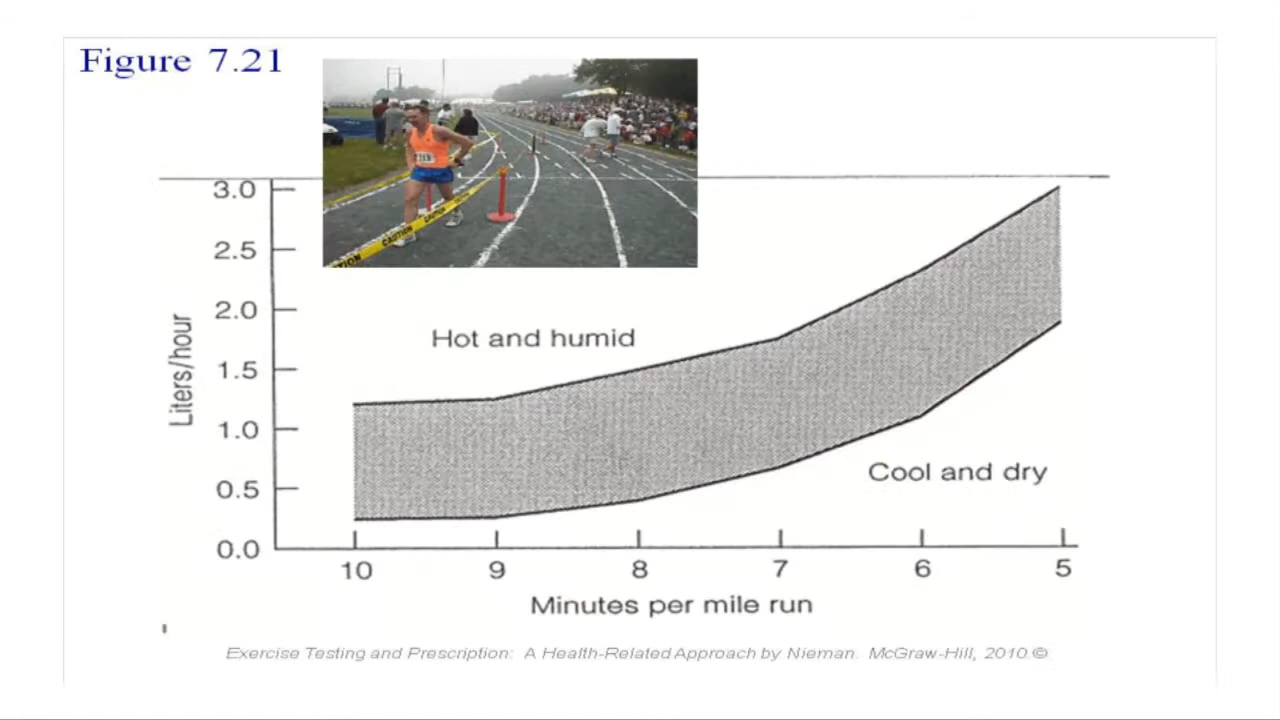 Figure 7.21
CAUTION
CAUTION
3.0
2.5
2.0
1.5
1.0
0.5
0.0
Liters/hour
Hot and humid
Cool and dry
10 9 8 7 6 5
Minutes per mile run
Exercise Testing and Prescription: A Health-Related Approach by Nieman. McGraw-Hill, 2010.©